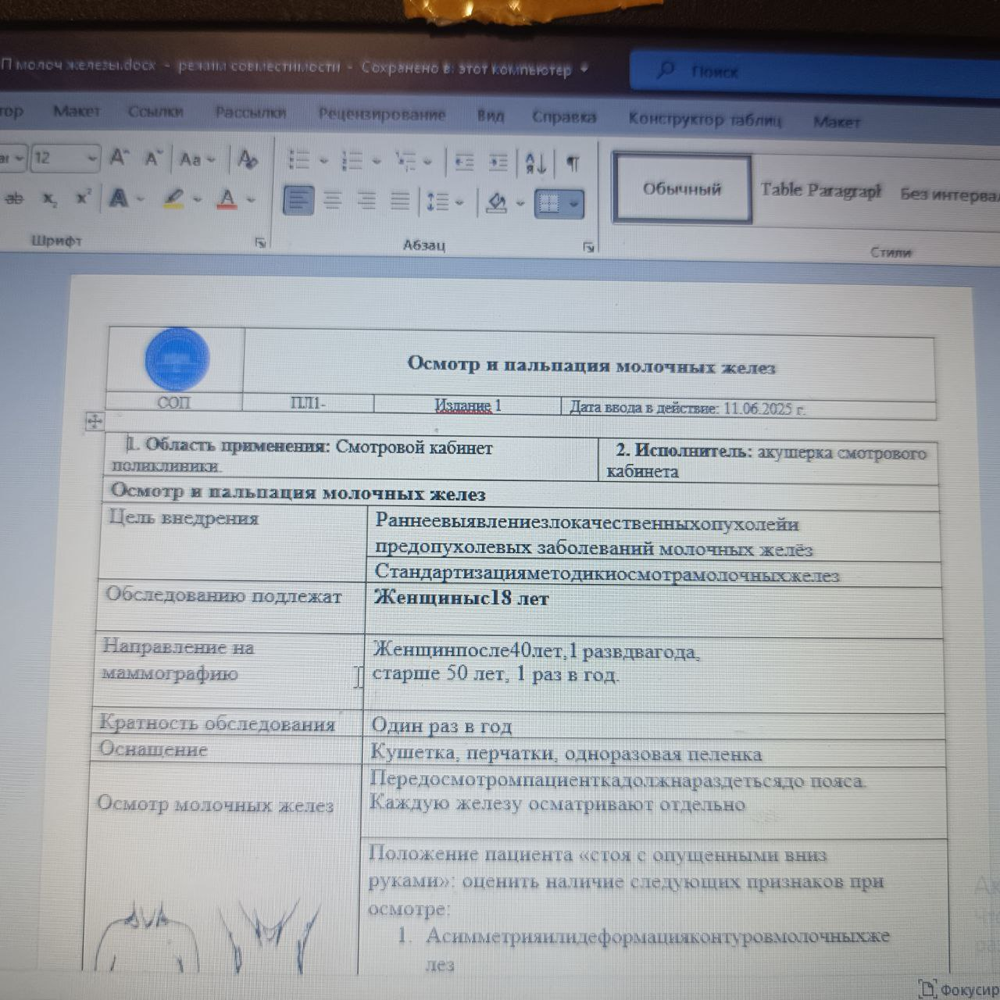 П молоч железы.docx - режим совместимости - Сохранено в: этот компьютер
Поиск
Макет Ссылки Рассылки Рецензирование Вид Справка Конструктор таблиц Макет
12
Обычный Table Paragraph Без интервал
Шрифт Абзац Стили
Осмотр и пальпация молочных желез
СОП ПЛ1- Издание 1 Дата ввода в действие: 11.06.2025 г.
1. Область применения: Смотровой кабинет
поликлиники.
2. Исполнитель: акушерка смотрового
кабинета
Осмотр и пальпация молочных желез
Цель внедрения
Раннеевыявлениезлокачественныхопухолейи
предопухолевых заболеваний молочных желёз
Стандартизацияметодикиосмотрамолочныхжелез
Обследованию подлежат
Женщиныс18 лет
Направление на
маммографию
Женщинпосле40лет,1 развдвагода,
старше 50 лет, 1 раз в год.
Кратность обследования
Один раз в год
Оснащение
Кушетка, перчатки, одноразовая пеленка
Осмотр молочных желез
Передосмотромпациенткадолжнараздетьсядо пояса.
Каждую железу осматривают отдельно
Положение пациента «стоя с опущенными вниз
руками»: оценить наличие следующих признаков при
осмотре:
1. Асимметрияилидеформацияконтуровмолочныхже
лез
Фокусир